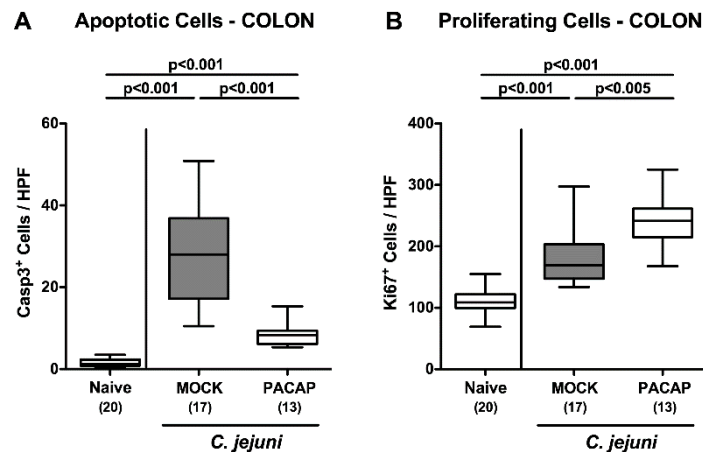 A Apoptotic Cells - COLON
p<0.001
p<0.001 p<0.001
Casp3+ Cells / HPF
60
40
20
0
Naive MOCK PACAP
(20) (17) (13)
C. jejuni
B Proliferating Cells - COLON
p<0.001
p<0.001 p<0.005
Ki67+ Cells / HPF
400
300
200
100
0
Naive MOCK PACAP
(20) (17) (13)
C. jejuni